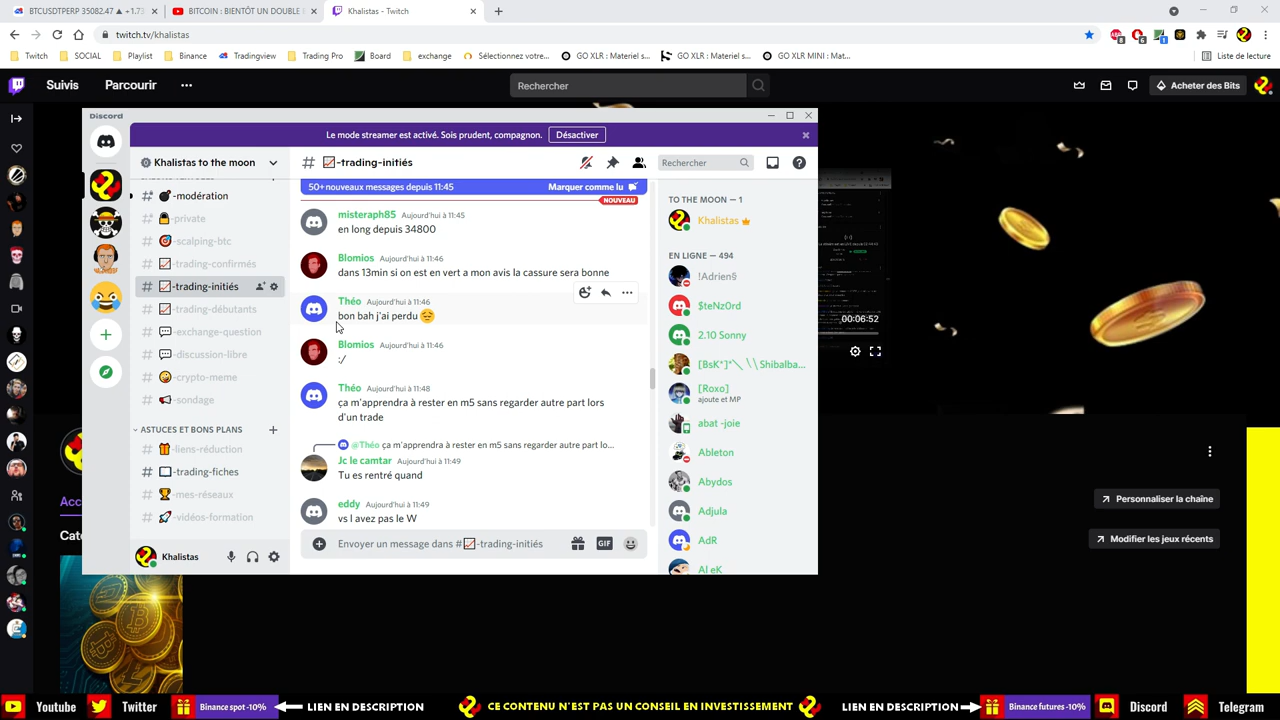 BTCUSDTPERP 35082.47 ▲ +1.73
BITCOIN : BIENTÔT UN DOUBLE
Khalistas - Twitch
twitch.tv/khalistas
Twitch
SOCIAL
Playlist
Binance
Tradingview
Trading Pro
Board
exchange
Sélectionnez votre...
GO XLR : Materiel s...
GO XLR : Materiel s...
GO XLR MINI : Mat...
Liste de lecture
Suivis
Parcourir
Rechercher
Acheter des Bits
Discord
Le mode streamer est activé. Sois prudent, compagnon.
Désactiver
Khalistas to the moon
# -trading-initiés
Rechercher
-modération
-private
-scalping-btc
-trading-confirmés
-trading-initiés
-trading-débutants
-exchange-question
-discussion-libre
-crypto-meme
-sondage
ASTUCES ET BONS PLANS
-liens-réduction
-trading-fiches
-mes-réseaux
-vidéos-formation
Khalistas
50+ nouveaux messages depuis 11:45
Marquer comme lu
NOUVEAU
misteraph85 Aujourd'hui à 11:45
en long depuis 34800
Blomios Aujourd'hui à 11:46
dans 13min si on est en vert a mon avis la cassure sera bonne
Théo Aujourd'hui à 11:46
bon bah j'ai perdu
Blomios Aujourd'hui à 11:46
:/
Théo Aujourd'hui à 11:48
ça m'apprendra à rester en m5 sans regarder autre part lors
d'un trade
@Théo ça m'apprendra à rester en m5 sans regarder autre part lo...
Jc le camtar Aujourd'hui à 11:49
Tu es rentré quand
eddy Aujourd'hui à 11:49
vs l avez pas le W
Envoyer un message dans # -trading-initiés
GIF
TO THE MOON — 1
Khalistas
EN LIGNE — 494
!Adrien§
$teNzOrd
2.10 Sonny
[BsK*]*╲ ╲╲Shibalba...
[Roxo]
ajoute et MP
abat -joie
Ableton
Abydos
Adjula
AdR
Al eK
00:06:52
Personnaliser la chaîne
Modifier les jeux récents
Acc
Caté
Youtube
Twitter
Binance spot -10%
LIEN EN DESCRIPTION
CE CONTENU N'EST PAS UN CONSEIL EN INVESTISSEMENT
LIEN EN DESCRIPTION
Binance futures -10%
Discord
Telegram